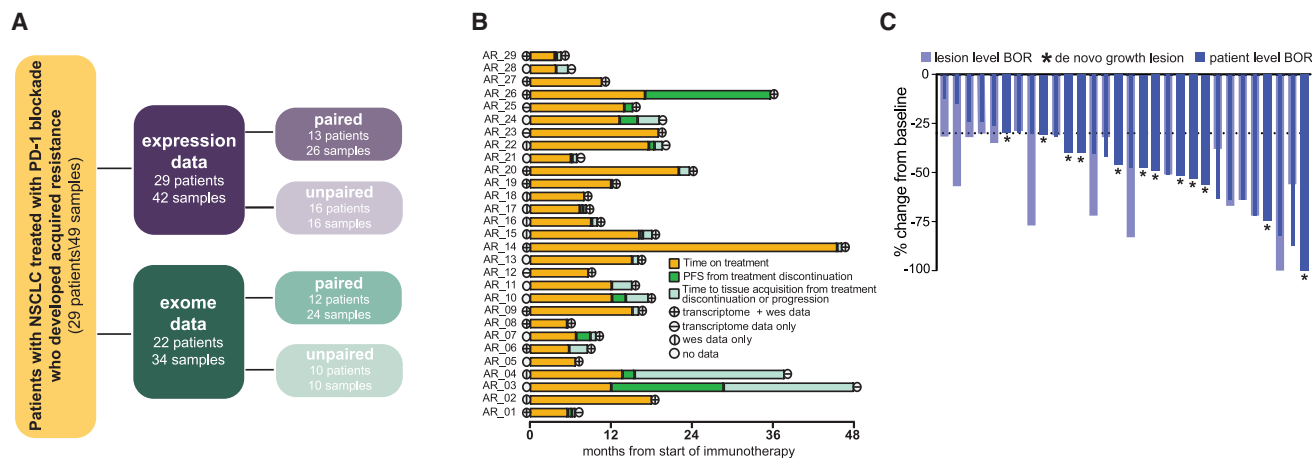 A
Patients with NSCLC treated with PD-1 blockade
who developed acquired resistance
(29 patients\49 samples)
expression
data
29 patients
42 samples
paired
13 patients
26 samples
unpaired
16 patients
16 samples
exome
data
22 patients
34 samples
paired
12 patients
24 samples
unpaired
10 patients
10 samples
B
AR_29
AR_28
AR_27
AR_26
AR_25
AR_24
AR_23
AR_22
AR_21
AR_20
AR_19
AR_18
AR_17
AR_16
AR_15
AR_14
AR_13
AR_12
AR_11
AR_10
AR_09
AR_08
AR_07
AR_06
AR_05
AR_04
AR_03
AR_02
AR_01
Time on treatment
PFS from treatment discontinuation
Time to tissue acquisition from treatment
discontinuation or progression
transcriptome + wes data
transcriptome data only
wes data only
no data
0 12 24 36 48
months from start of immunotherapy
C
lesion level BOR * de novo growth lesion patient level BOR
% change from baseline
0
-25
-50
-75
-100
* * * * * * * * * * * *